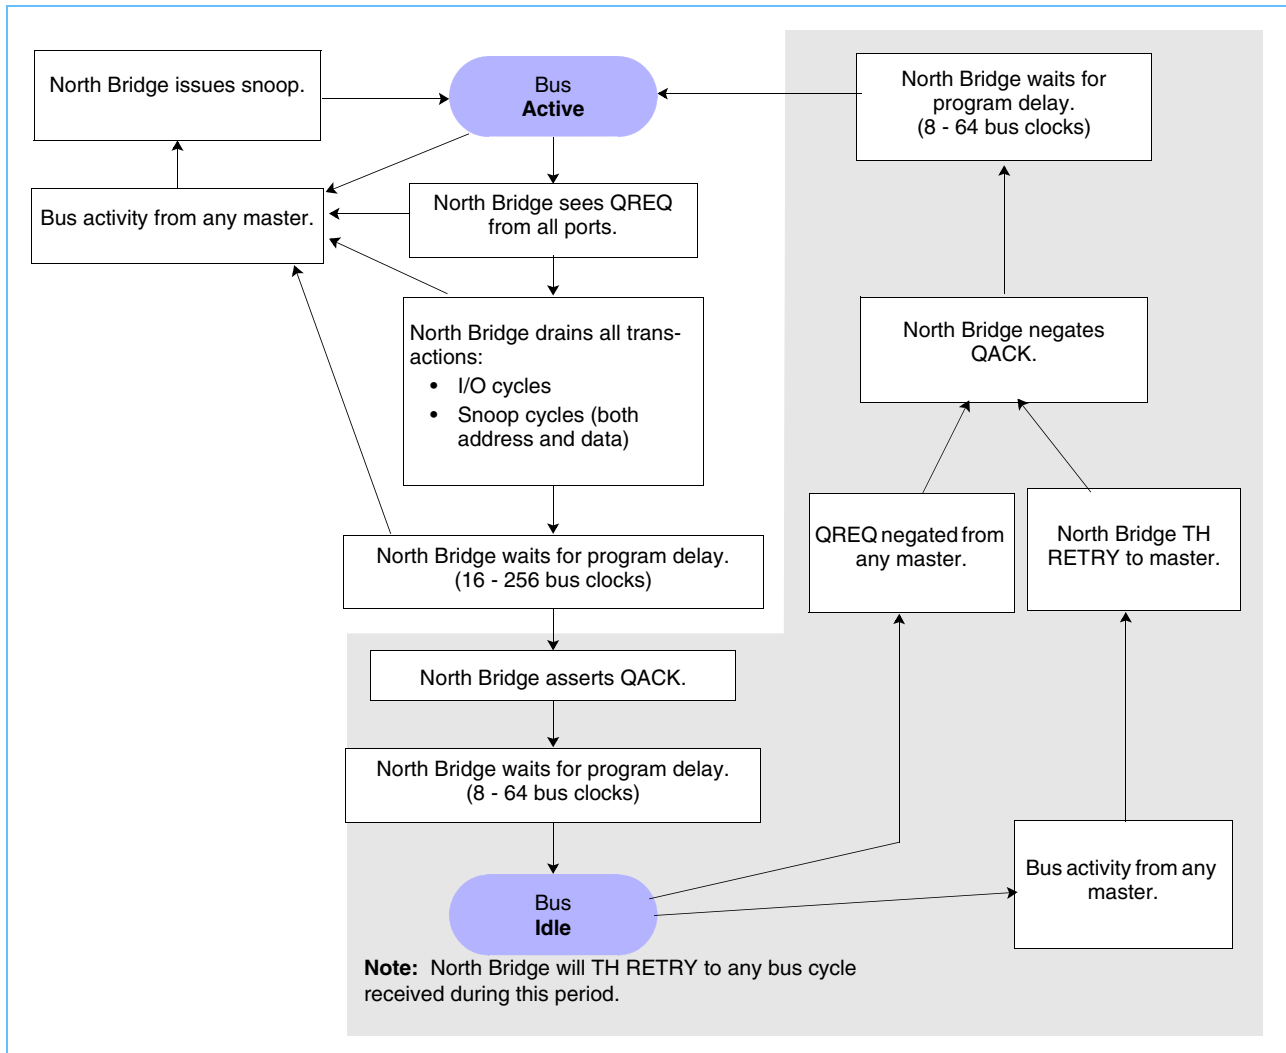 North Bridge issues snoop.
Bus
Active
North Bridge waits for
program delay.
(8 - 64 bus clocks)
Bus activity from any master.
North Bridge sees QREQ
from all ports.
North Bridge drains all trans-
actions:
• I/O cycles
• Snoop cycles (both
address and data)
North Bridge negates
QACK.
QREQ negated from
any master.
North Bridge TH
RETRY to master.
North Bridge waits for program delay.
(16 - 256 bus clocks)
North Bridge asserts QACK.
North Bridge waits for program delay.
(8 - 64 bus clocks)
Bus activity from any
master.
Bus
Idle
Note: North Bridge will TH RETRY to any bus cycle
received during this period.